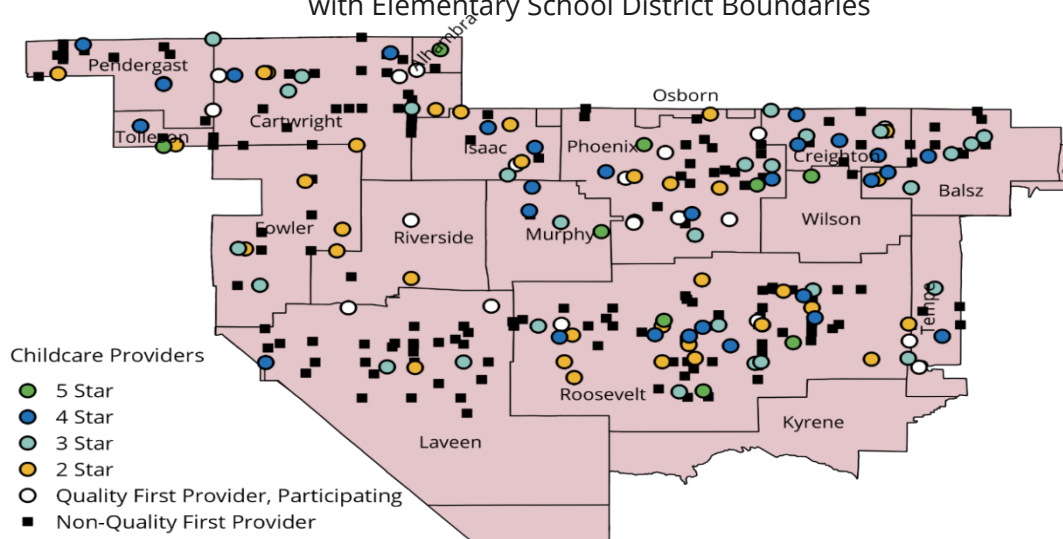 with Elementary School District Boundaries
Alhambra
Pendergast
Osborn
Cartwright
Tolleson
Isaac
Phoenix
Creighton
Balsz
Wilson
Fowler
Riverside
Murphy
Tempe
Childcare Providers
5 Star
4 Star
3 Star
2 Star
Quality First Provider, Participating
Non-Quality First Provider
Roosevelt
Kyrene
Laveen